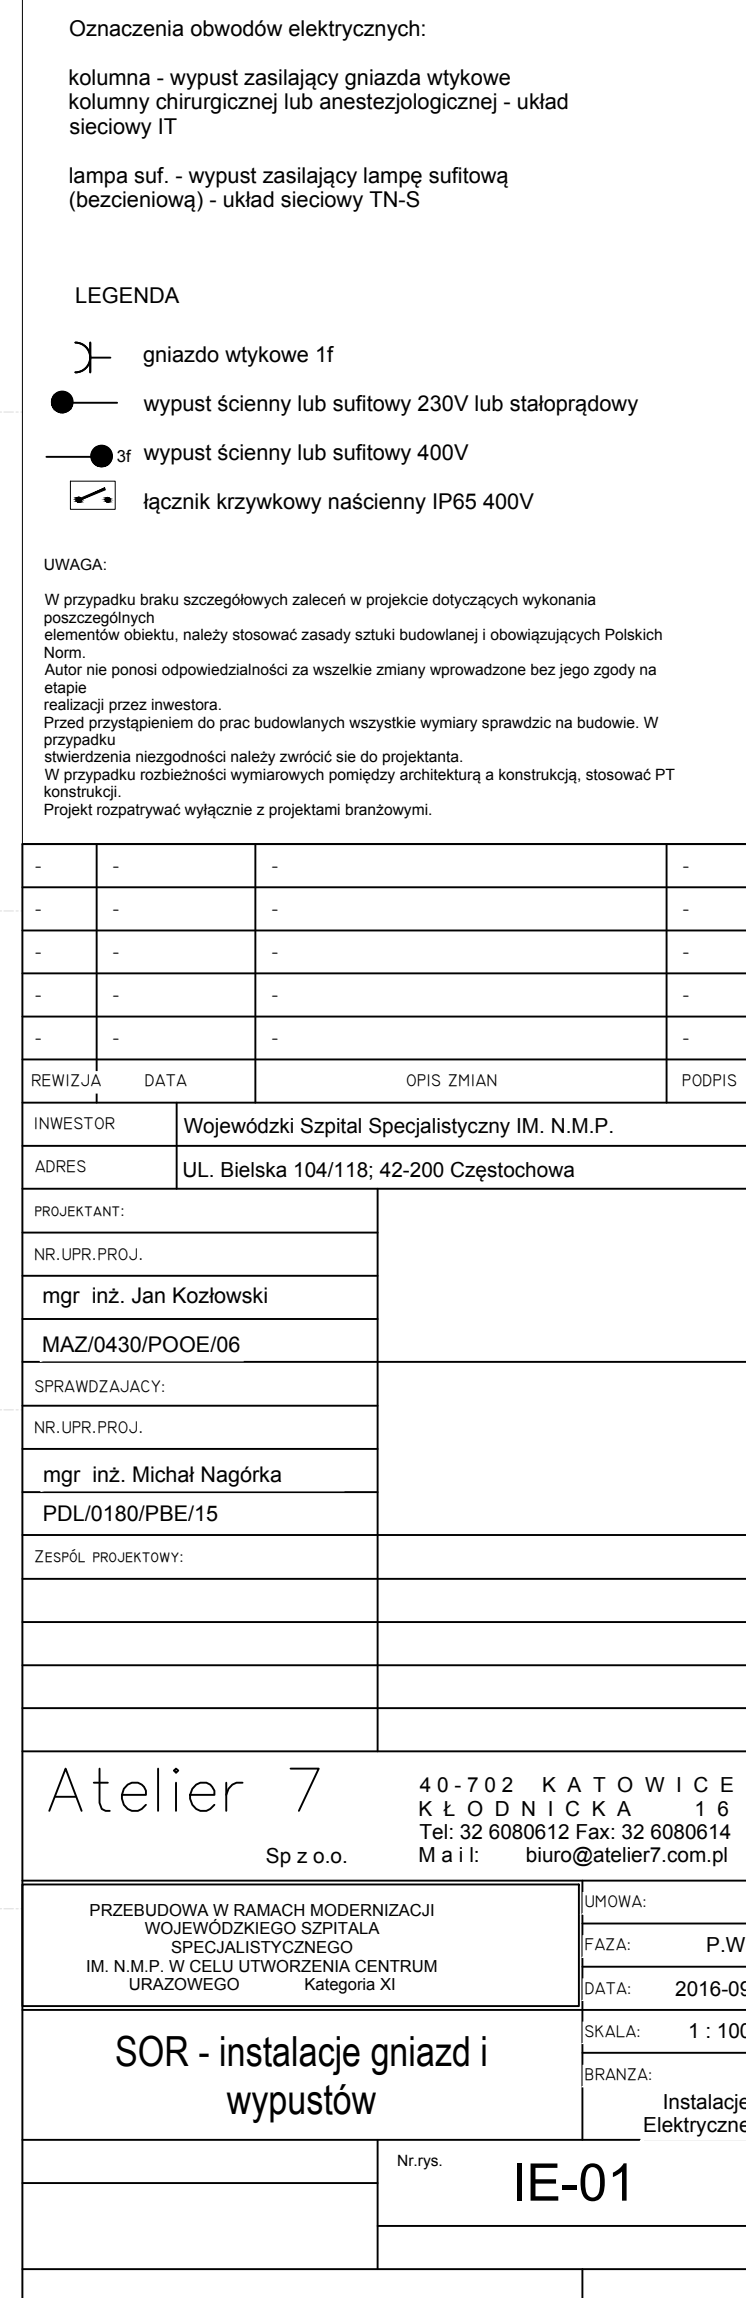 Oznaczenia obwodów elektrycznych:
kolumna - wypust zasilający gniazda wtykowe
kolumny chirurgicznej lub anestezjologicznej - układ
sieciowy IT
lampa suf. - wypust zasilający lampę sufitową
(bezcieniową) - układ sieciowy TN-S
LEGENDA
gniazdo wtykowe 1f
wypust ścienny lub sufitowy 230V lub stałoprądowy
3f wypust ścienny lub sufitowy 400V
łącznik krzywkowy naścienny IP65 400V
UWAGA:
W przypadku braku szczegółowych zaleceń w projekcie dotyczących wykonania
poszczególnych
elementów obiektu, należy stosować zasady sztuki budowlanej i obowiązujących Polskich
Norm.
Autor nie ponosi odpowiedzialności za wszelkie zmiany wprowadzone bez jego zgody na
etapie
realizacji przez inwestora.
Przed przystąpieniem do prac budowlanych wszystkie wymiary sprawdzic na budowie. W
przypadku
stwierdzenia niezgodności należy zwrócić sie do projektanta.
W przypadku rozbieżności wymiarowych pomiędzy architekturą a konstrukcją, stosować PT
konstrukcji.
Projekt rozpatrywać wyłącznie z projektami branżowymi.
- - - -
- - - -
- - - -
- - - -
- - - -
REWIZJA DATA OPIS ZMIAN PODPIS
INWESTOR Wojewódzki Szpital Specjalistyczny IM. N.M.P.
ADRES UL. Bielska 104/118; 42-200 Częstochowa
PROJEKTANT:
NR.UPR.PROJ.
mgr inż. Jan Kozłowski
MAZ/0430/POOE/06
SPRAWDZAJACY:
NR.UPR.PROJ.
mgr inż. Michał Nagórka
PDL/0180/PBE/15
ZESPÓL PROJEKTOWY:
Atelier 7
Sp z o.o.
40-702 KATOWICE
KŁODNICKA 16
Tel: 32 6080612 Fax: 32 6080614
Mail: biuro@atelier7.com.pl
PRZEBUDOWA W RAMACH MODERNIZACJI
WOJEWÓDZKIEGO SZPITALA
SPECJALISTYCZNEGO
IM. N.M.P. W CELU UTWORZENIA CENTRUM
URAZOWEGO Kategoria XI
UMOWA:
FAZA: P.W
DATA: 2016-09
SKALA: 1 : 100
BRANZA:
Instalacje
Elektryczne
SOR - instalacje gniazd i
wypustów
Nr.rys. IE-01